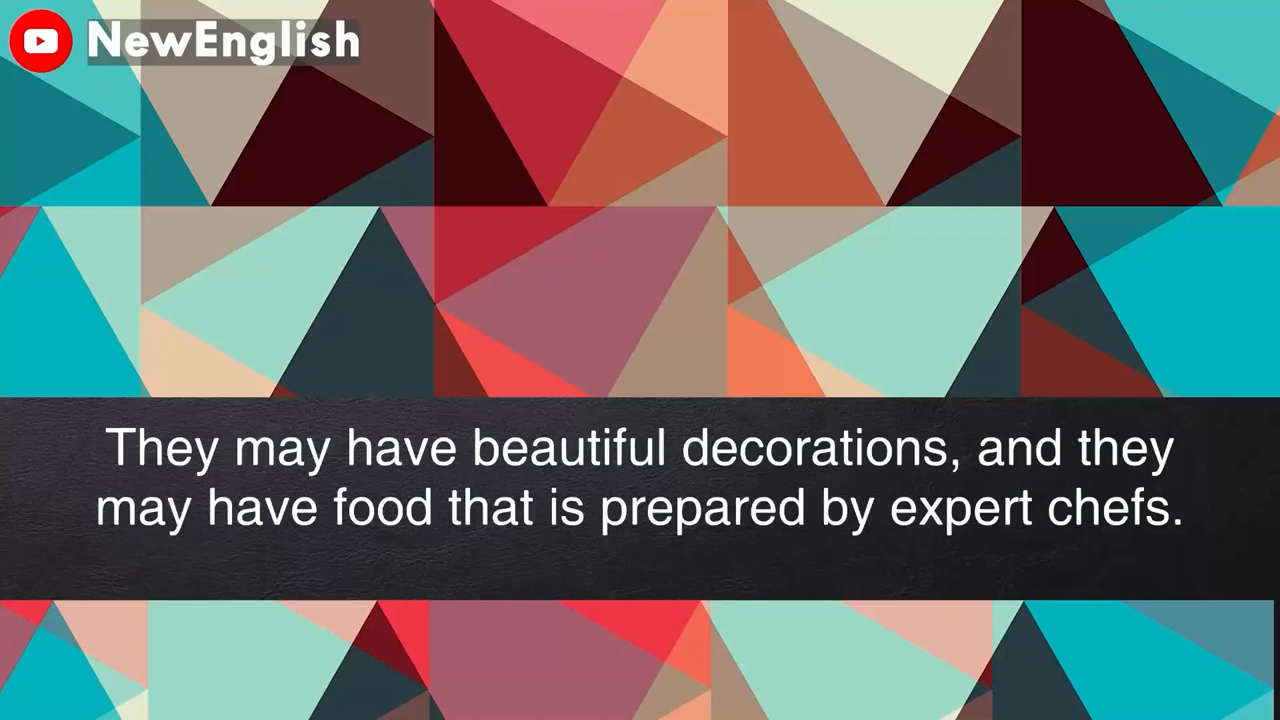 NewEnglish
They may have beautiful decorations, and they
may have food that is prepared by expert chefs.